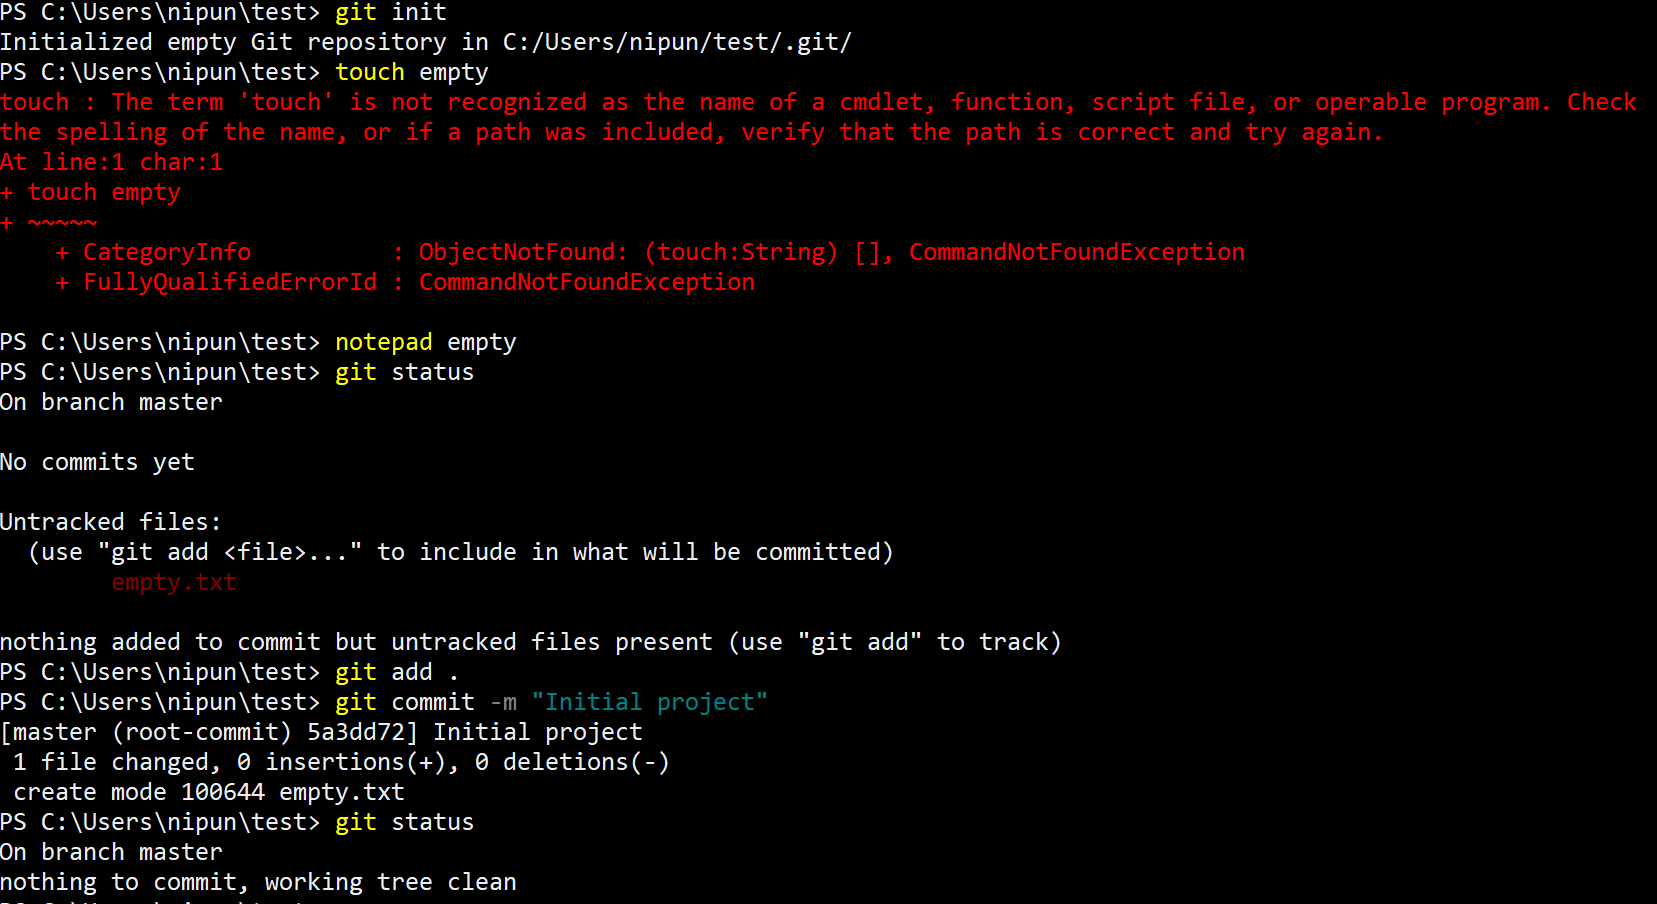 PS C:\Users\nipun\test> git init
Initialized empty Git repository in C:/Users/nipun/test/.git/
PS C:\Users\nipun\test> touch empty
touch : The term 'touch' is not recognized as the name of a cmdlet, function, script file, or operable program. Check
the spelling of the name, or if a path was included, verify that the path is correct and try again.
At line:1 char:1
+ touch empty
+ ~~~~~
    + CategoryInfo          : ObjectNotFound: (touch:String) [], CommandNotFoundException
    + FullyQualifiedErrorId : CommandNotFoundException

PS C:\Users\nipun\test> notepad empty
PS C:\Users\nipun\test> git status
On branch master

No commits yet

Untracked files:
  (use "git add <file>..." to include in what will be committed)
        empty.txt

nothing added to commit but untracked files present (use "git add" to track)
PS C:\Users\nipun\test> git add .
PS C:\Users\nipun\test> git commit -m "Initial project"
[master (root-commit) 5a3dd72] Initial project
 1 file changed, 0 insertions(+), 0 deletions(-)
 create mode 100644 empty.txt
PS C:\Users\nipun\test> git status
On branch master
nothing to commit, working tree clean